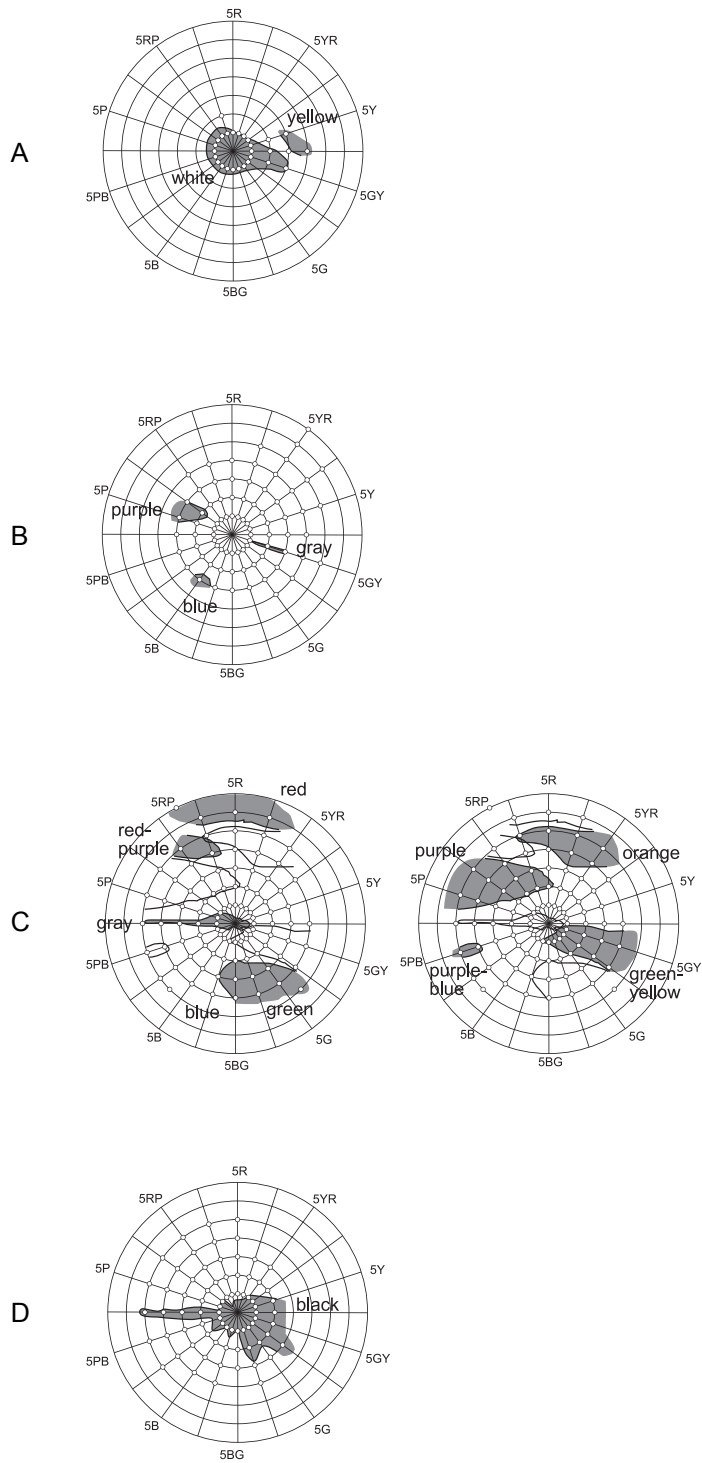 A
5R
5RP
5YR
5P
5Y
yellow
white
5PB
5GY
5B
5G
5BG
B
5R
5RP
5YR
5P
5Y
purple
gray
5PB
5GY
blue
5B
5G
5BG
C
5R
5RP
red
5YR
red-
purple
5P
5Y
gray
5PB
5GY
blue
green
5B
5G
5BG
5R
5RP
5YR
purple
orange
5P
5Y
5PB
5GY
purple-
blue
green-
yellow
5B
5G
5BG
D
5R
5RP
5YR
5P
5Y
black
5PB
5GY
5B
5G
5BG